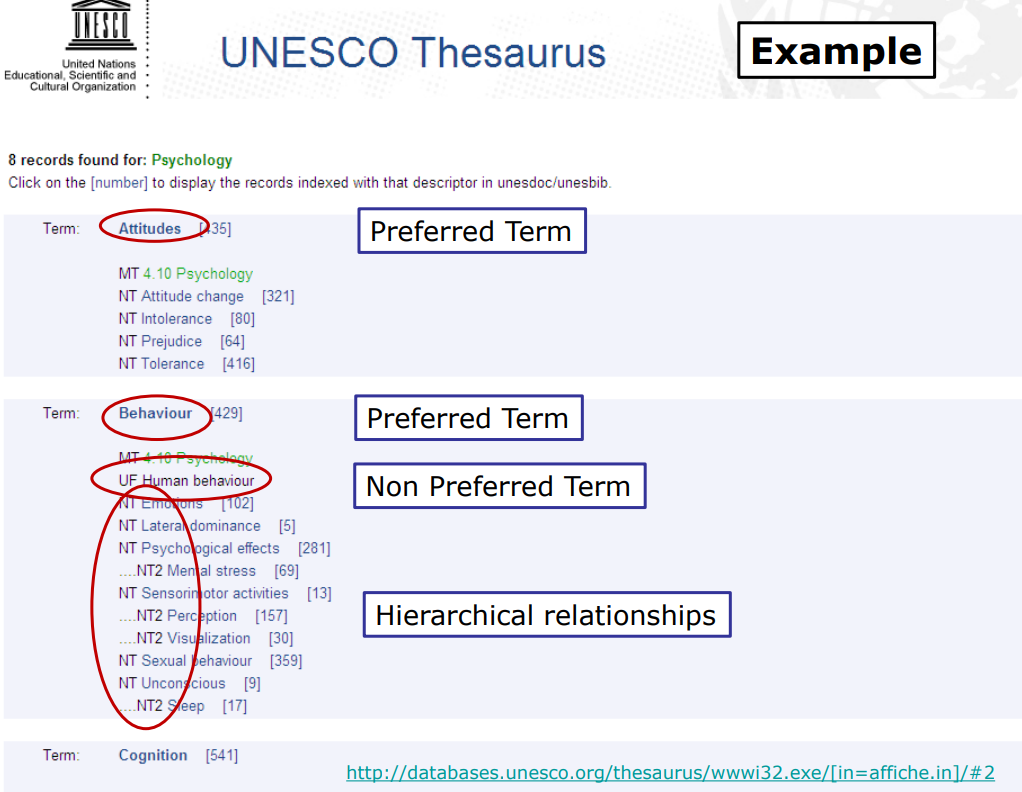 UNESCO
United Nations
Educational, Scientific and
Cultural Organization
UNESCO Thesaurus
Example
8 records found for: Psychology
Click on the [number] to display the records indexed with that descriptor in unesdoc/unesbib.
Term: Attitudes [435]
Preferred Term
MT 4.10 Psychology
NT Attitude change [321]
NT Intolerance [80]
NT Prejudice [64]
NT Tolerance [416]
Term: Behaviour [429]
Preferred Term
MT 4.10 Psychology
UF Human behaviour
Non Preferred Term
NT Emotions [102]
NT Lateral dominance [5]
NT Psychological effects [281]
....NT2 Mental stress [69]
NT Sensorimotor activities [13]
....NT2 Perception [157]
Hierarchical relationships
....NT2 Visualization [30]
NT Sexual behaviour [359]
NT Unconscious [9]
....NT2 Sleep [17]
Term: Cognition [541]
http://databases.unesco.org/thesaurus/wwwi32.exe/[in=affiche.in]/#2